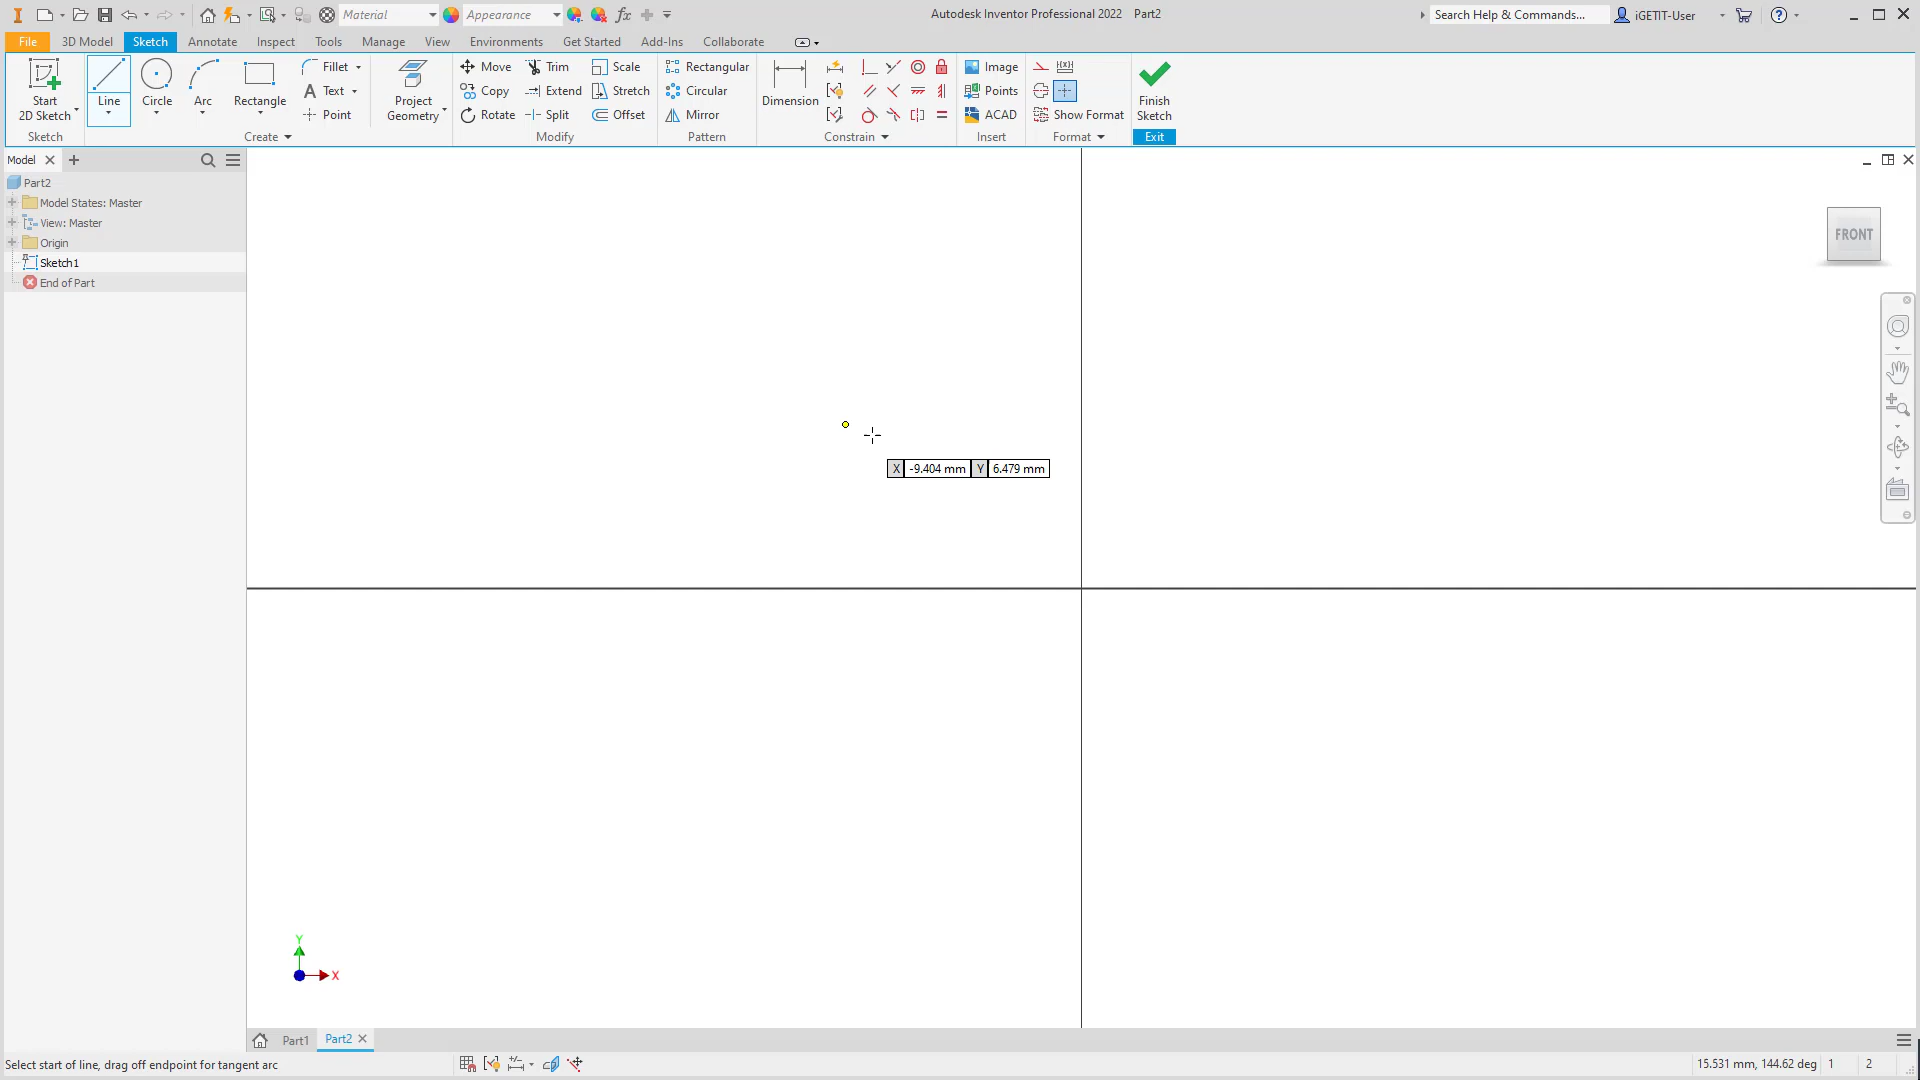 Material
Appearance
Autodesk Inventor Professional 2022 Part2
Search Help & Commands...
iGETIT-User
File
3D Model
Sketch
Annotate
Inspect
Tools
Manage
View
Environments
Get Started
Add-Ins
Collaborate
Start
2D Sketch
Line
Circle
Arc
Rectangle
Fillet
Text
Point
Project
Geometry
Move
Copy
Rotate
Trim
Extend
Split
Scale
Stretch
Offset
Rectangular
Circular
Mirror
Dimension
Image
Points
ACAD
Show Format
Finish
Sketch
Sketch
Create
Modify
Pattern
Constrain
Insert
Format
Exit
Model
Part2
Model States: Master
View: Master
Origin
Sketch1
End of Part
FRONT
X -9.404 mm Y 6.479 mm
Y
X
Part1
Part2
Select start of line, drag off endpoint for tangent arc
15.531 mm, 144.62 deg 1 2